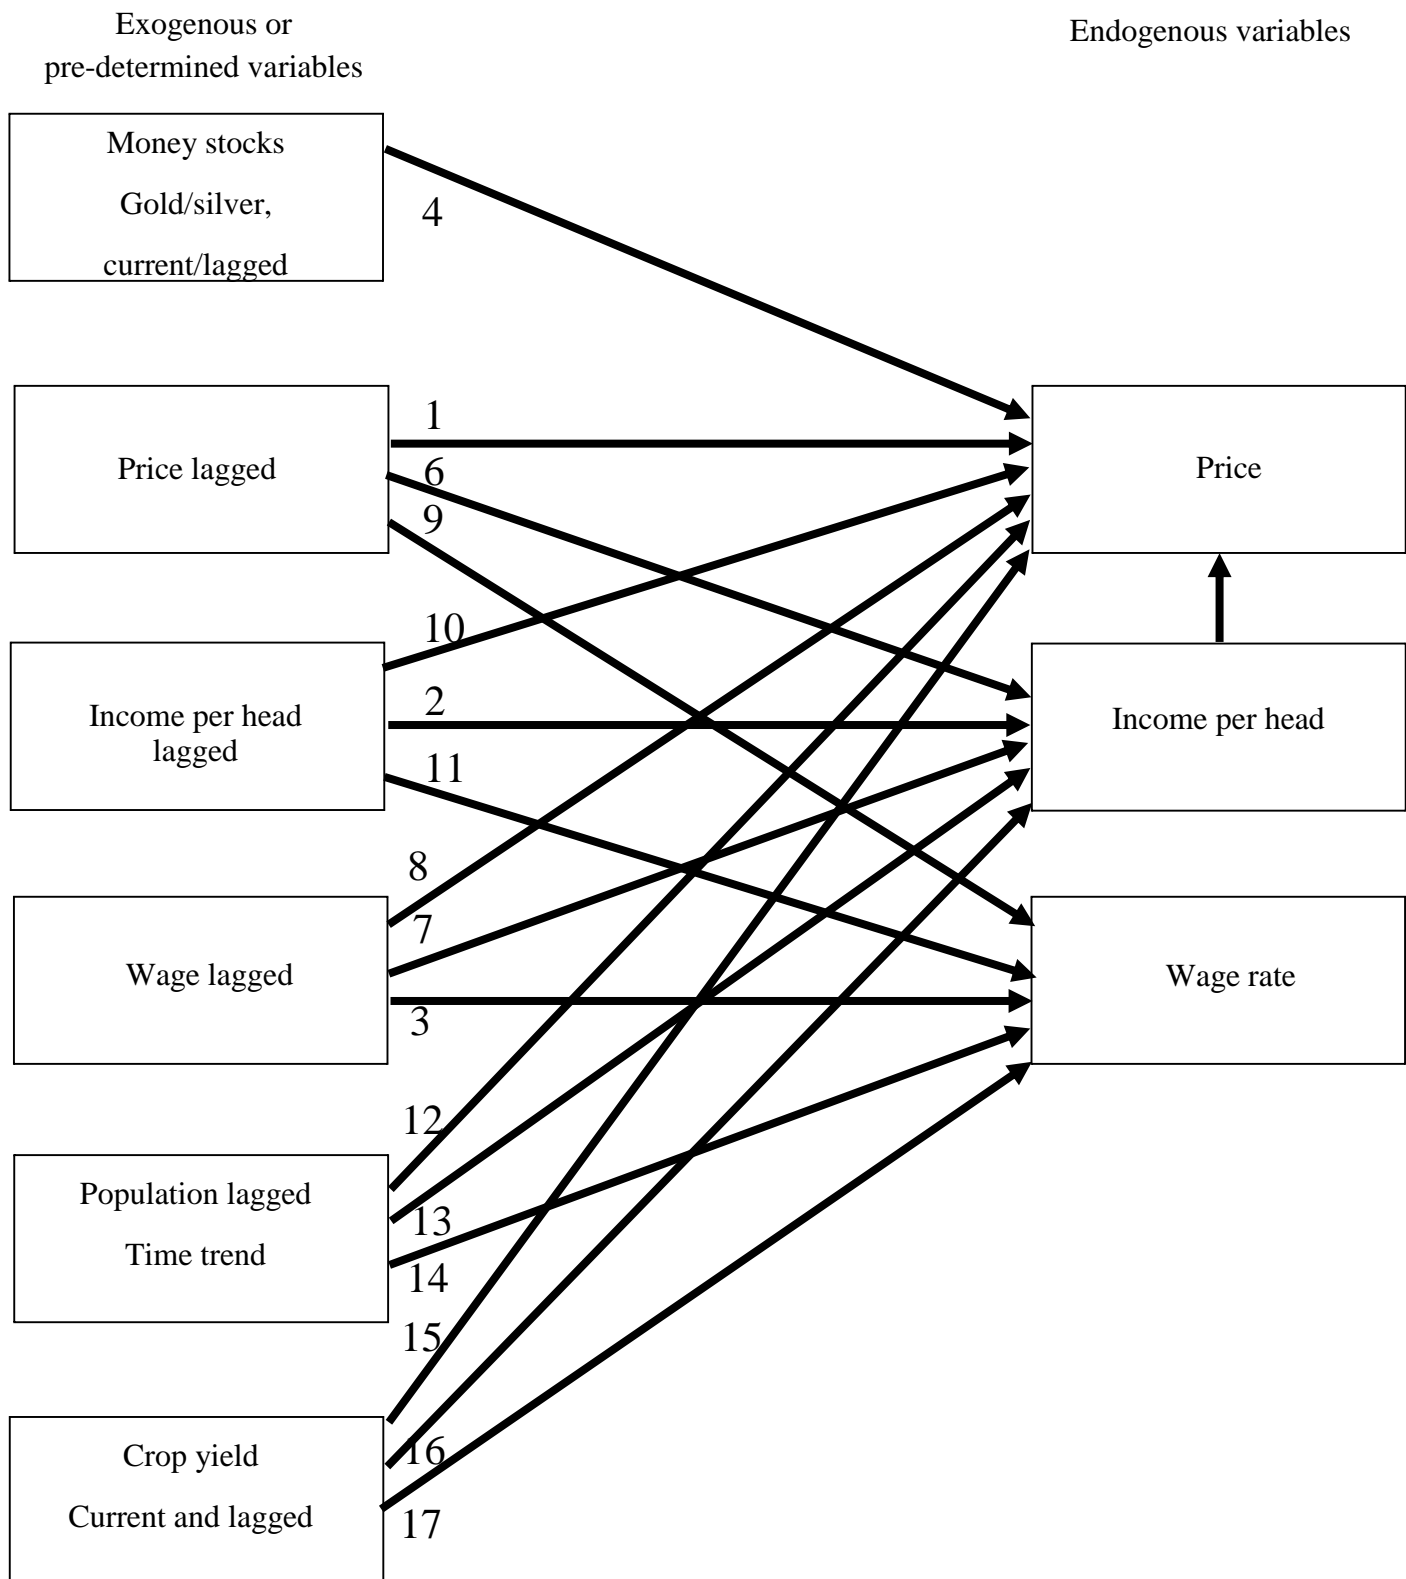 Exogenous or
pre-determined variables
Endogenous variables
Money stocks
Gold/silver,
current/lagged
4
Price lagged
1
6
9
Price
Income per head
lagged
10
2
11
Income per head
Wage lagged
8
7
3
Wage rate
Population lagged
Time trend
12
13
14
Crop yield
Current and lagged
15
16
17